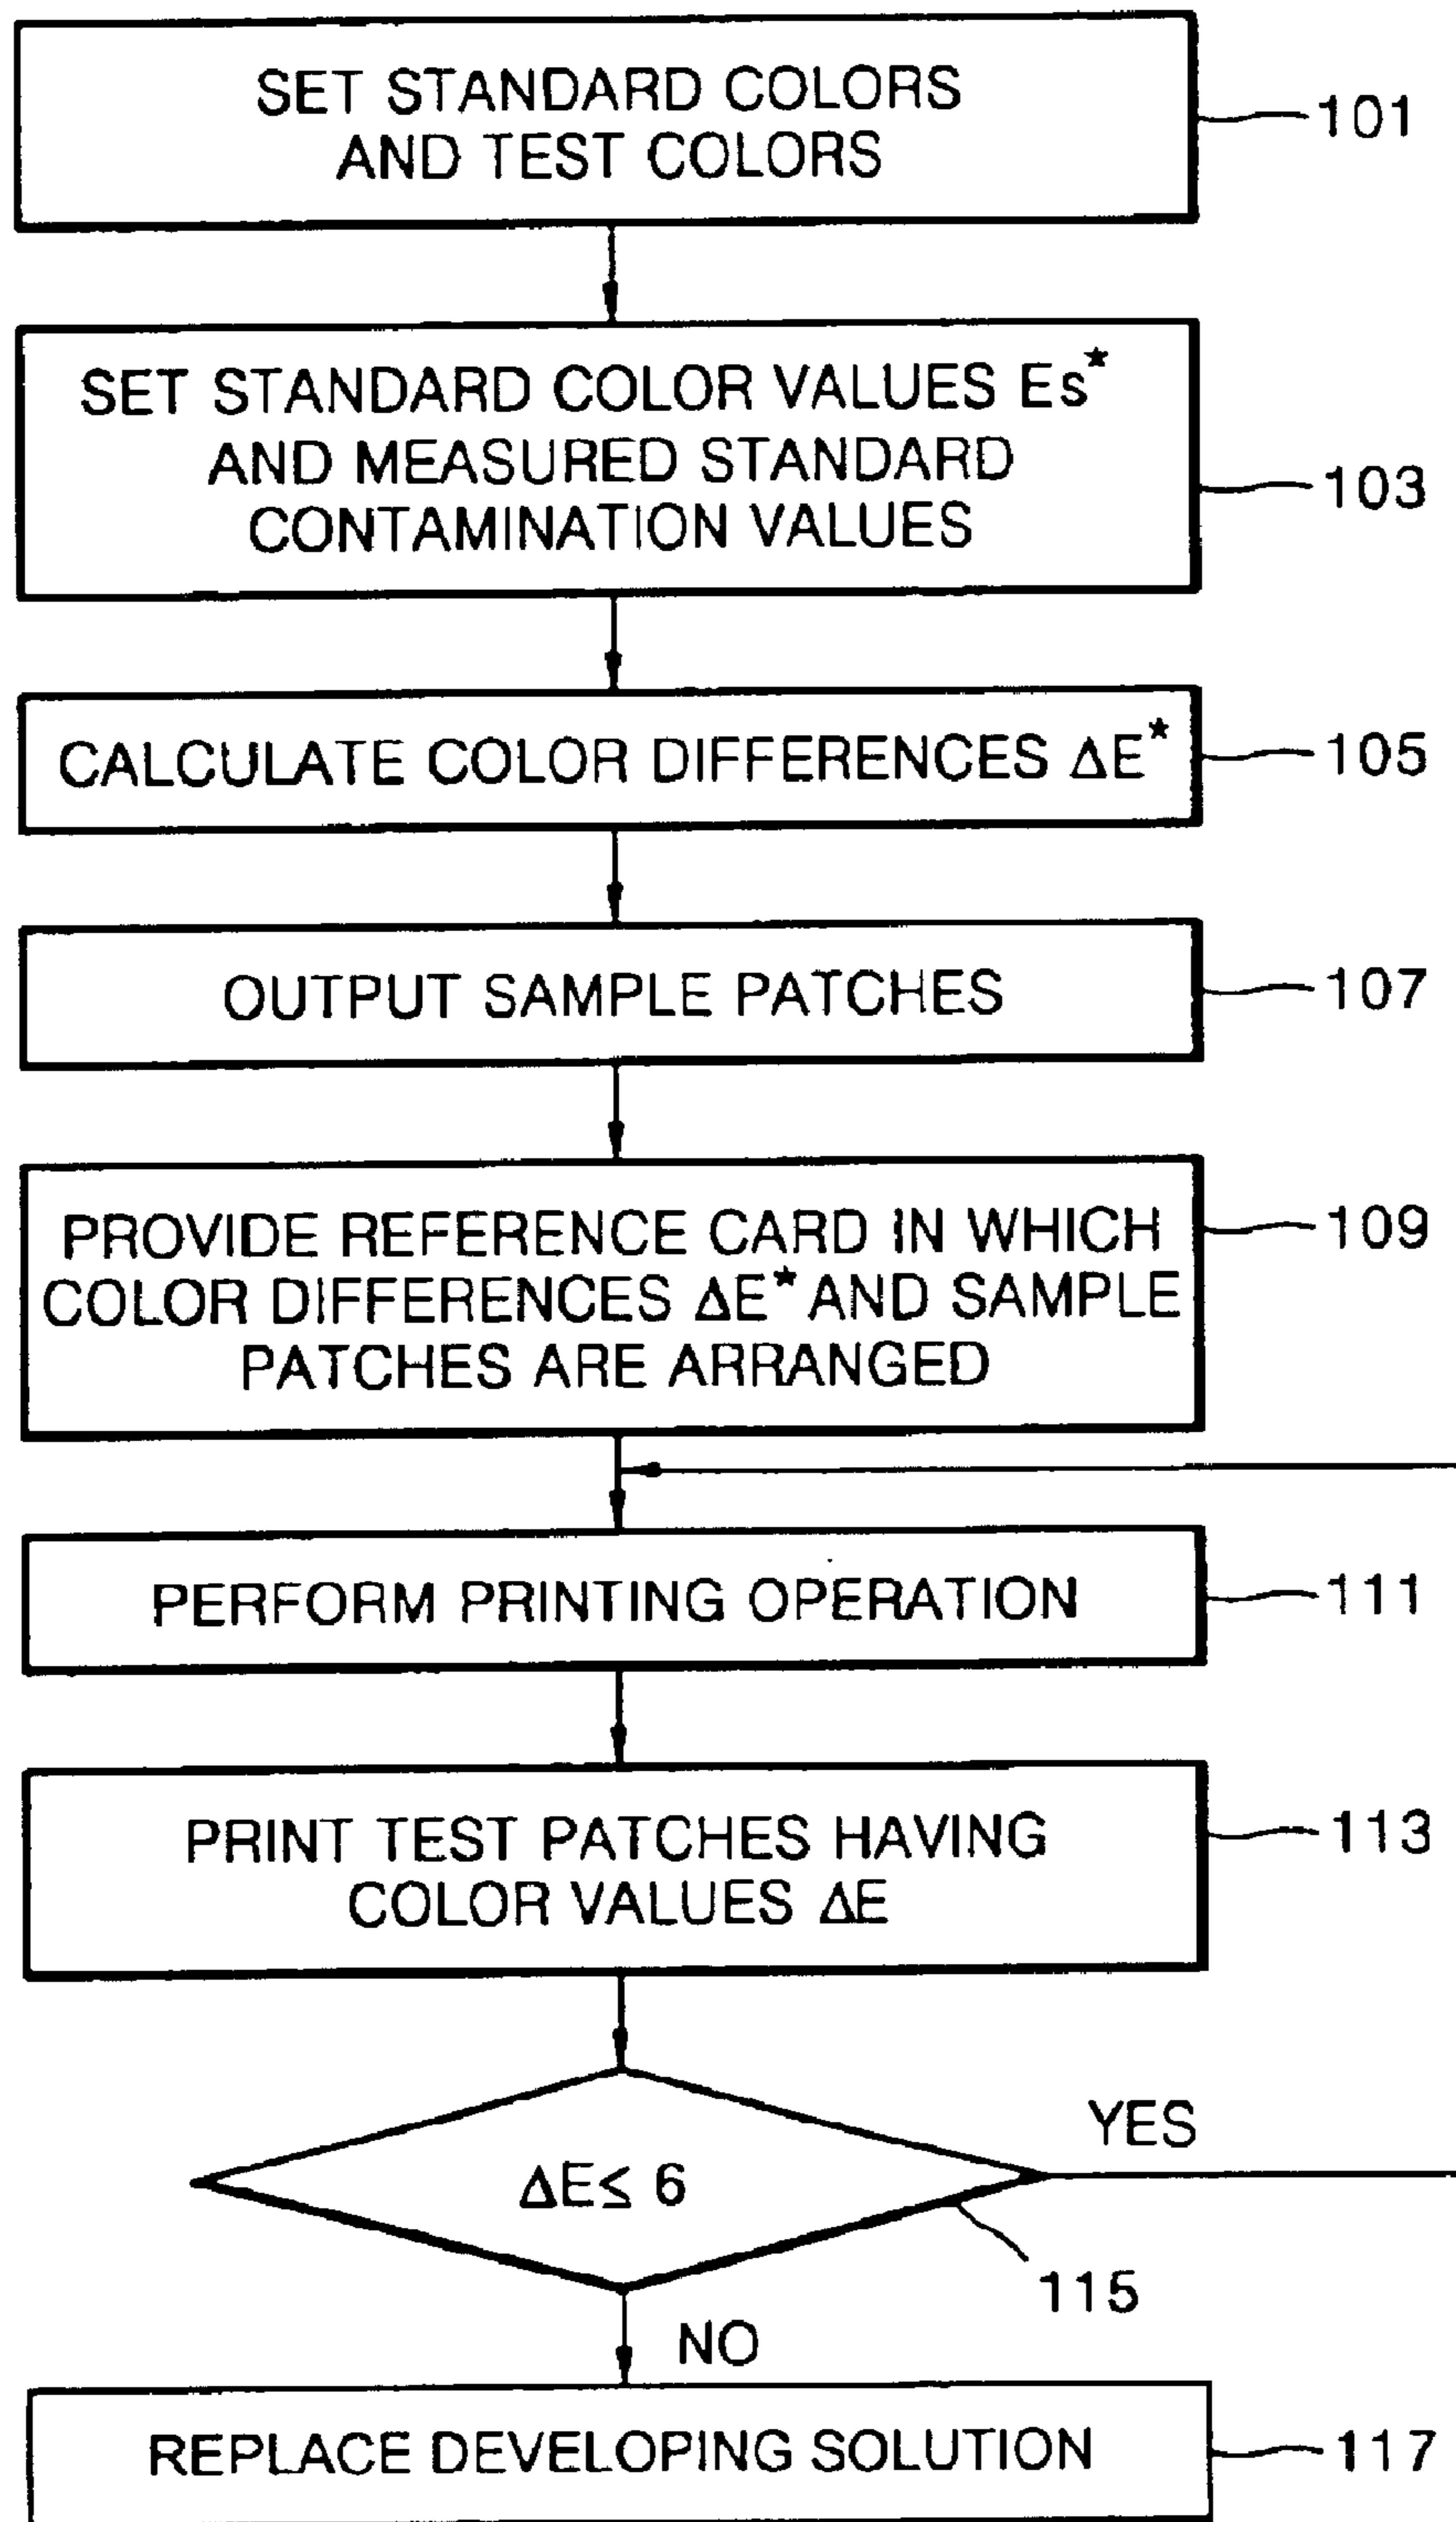 SET STANDARD COLORS
AND TEST COLORS
101
SET STANDARD COLOR VALUES Es*
AND MEASURED STANDARD
CONTAMINATION VALUES
103
CALCULATE COLOR DIFFERENCES ΔE*
105
OUTPUT SAMPLE PATCHES
107
PROVIDE REFERENCE CARD IN WHICH
COLOR DIFFERENCES ΔE* AND SAMPLE
PATCHES ARE ARRANGED
109
PERFORM PRINTING OPERATION
111
PRINT TEST PATCHES HAVING
COLOR VALUES ΔE
113
ΔE≤ 6
YES
115
NO
REPLACE DEVELOPING SOLUTION
117